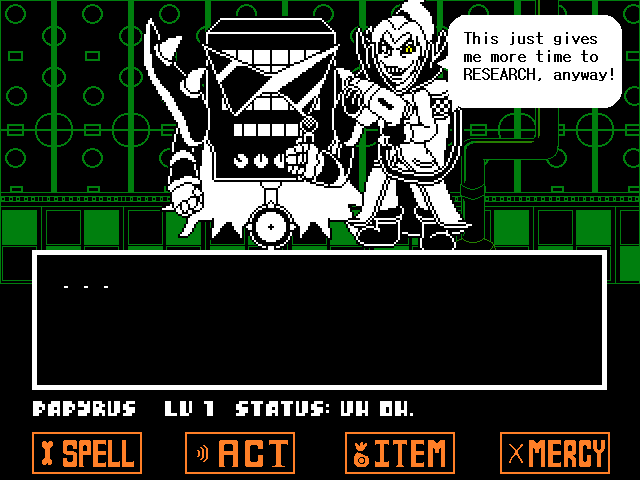 This just gives
me more time to
RESEARCH, anyway!
...
PAPYRUS LV 1 STATUS: UH OH.
SPELL ACT ITEM MERCY